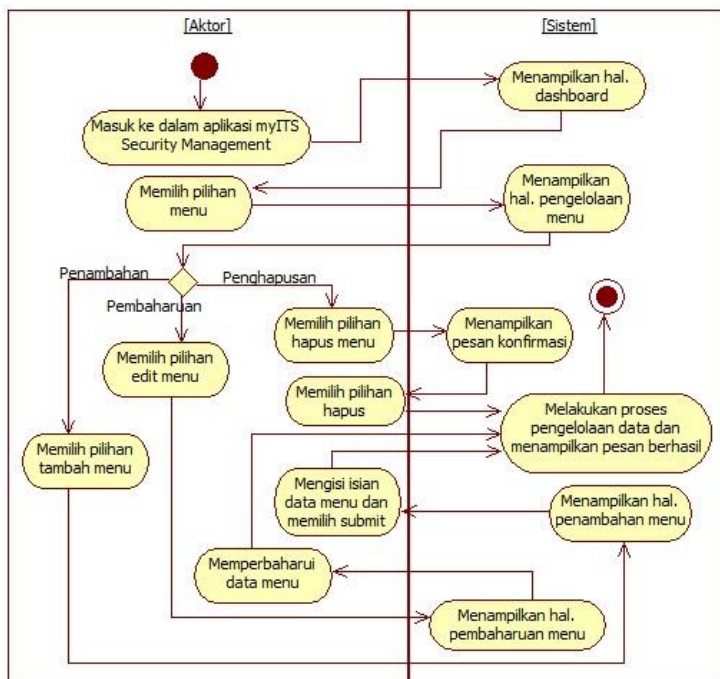 [Aktor]
[Sistem]
Menampilkan hal.
dashboard
Masuk ke dalam aplikasi myITS
Security Management
Memilih pilihan
menu
Menampilkan
hal. pengelolaan
menu
Penambahan
Penghapusan
Pembaharuan
Memilih pilihan
hapus menu
Menampilkan
pesan konfirmasi
Memilih pilihan
edit menu
Memilih pilihan
hapus
Melakukan proses
pengelolaan data dan
menampilkan pesan berhasil
Memilih pilihan
tambah menu
Mengisi isian
data menu dan
memilih submit
Menampilkan hal.
penambahan menu
Memperbaharui
data menu
Menampilkan hal.
pembaharuan menu